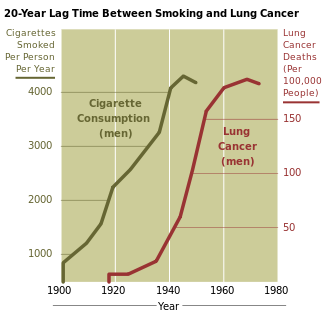 20-Year Lag Time Between Smoking and Lung Cancer
Cigarettes
Smoked
Per Person
Per Year
Lung
Cancer
Deaths
(Per
100,000
People)
4000
3000
2000
1000
Cigarette
Consumption
(men)
Lung
Cancer
(men)
150
100
50
1900
1920
1940
1960
1980
Year